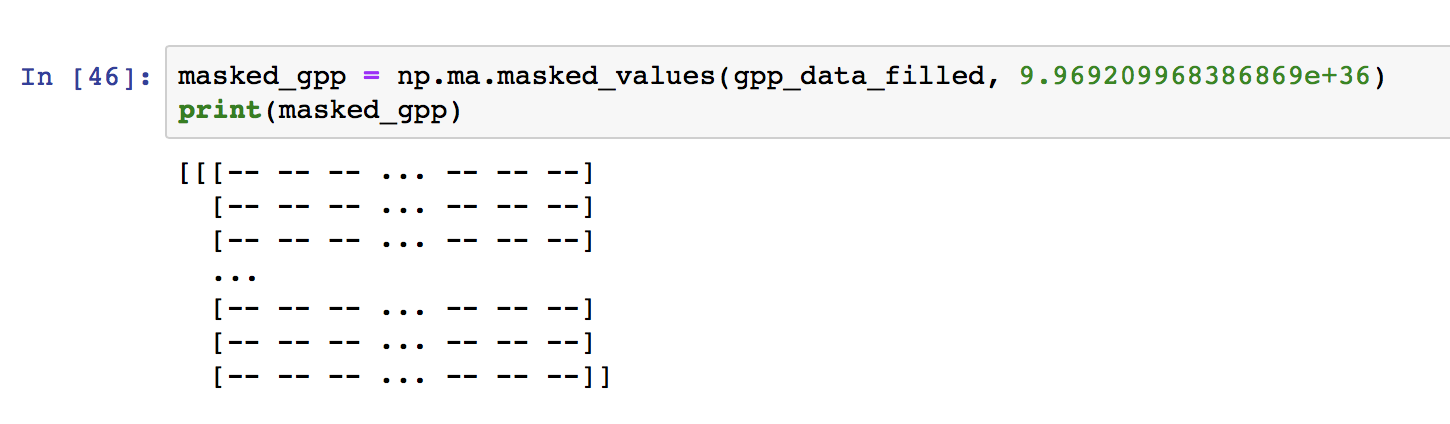 In [46]: masked_gpp = np.ma.masked_values(gpp_data_filled, 9.969209968386869e+36)
print(masked_gpp)
[[[-- -- -- ... -- -- --]
[-- -- -- ... -- -- --]
[-- -- -- ... -- -- --]
...
[-- -- -- ... -- -- --]
[-- -- -- ... -- -- --]
[-- -- -- ... -- -- --]]